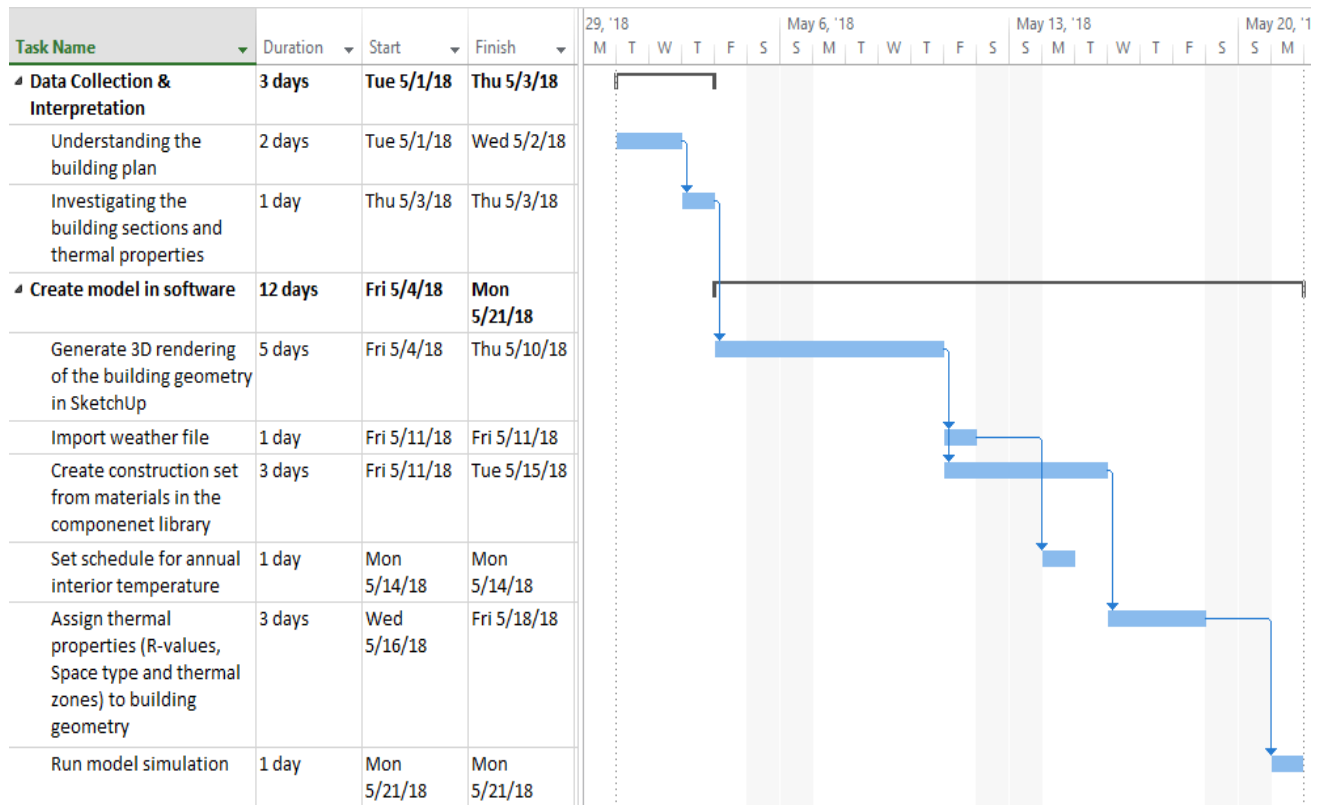 29, '18 May 6, '18 May 13, '18 May 20, '1
Task Name Duration Start Finish M T W T F S S M T W T F S S M T W T F S S M
Data Collection & 3 days Tue 5/1/18 Thu 5/3/18
Interpretation
Understanding the 2 days Tue 5/1/18 Wed 5/2/18
building plan
Investigating the 1 day Thu 5/3/18 Thu 5/3/18
building sections and
thermal properties
Create model in software 12 days Fri 5/4/18 Mon
5/21/18
Generate 3D rendering 5 days Fri 5/4/18 Thu 5/10/18
of the building geometry
in SketchUp
Import weather file 1 day Fri 5/11/18 Fri 5/11/18
Create construction set 3 days Fri 5/11/18 Tue 5/15/18
from materials in the
componenet library
Set schedule for annual 1 day Mon Mon
interior temperature 5/14/18 5/14/18
Assign thermal 3 days Wed Fri 5/18/18
properties (R-values, 5/16/18
Space type and thermal
zones) to building
geometry
Run model simulation 1 day Mon Mon
5/21/18 5/21/18